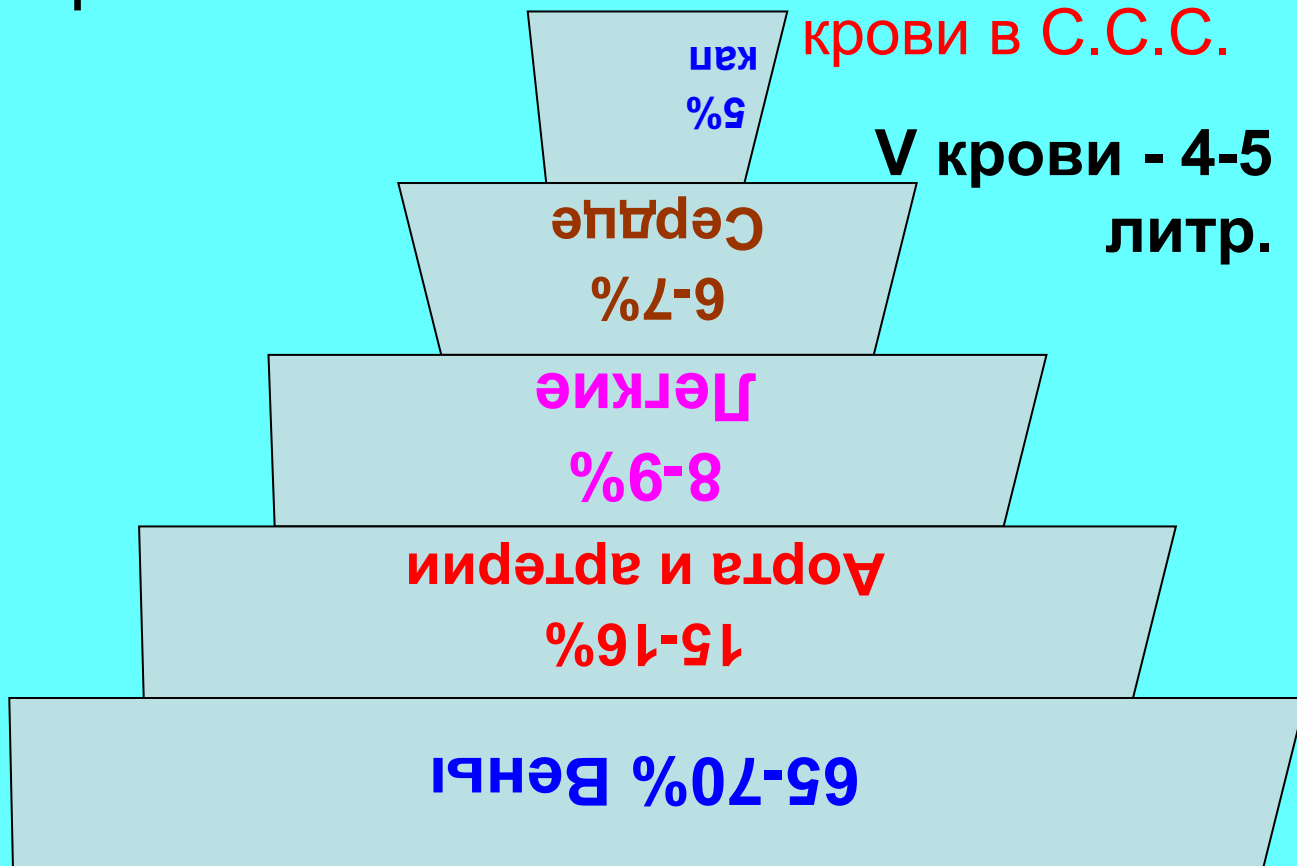 крови в С.С.С.
V крови - 4-5
литр.
кап
5%
Сердце
6-7%
Легкие
8-9%
Аорта и артерии
15-16%
65-70% Вены